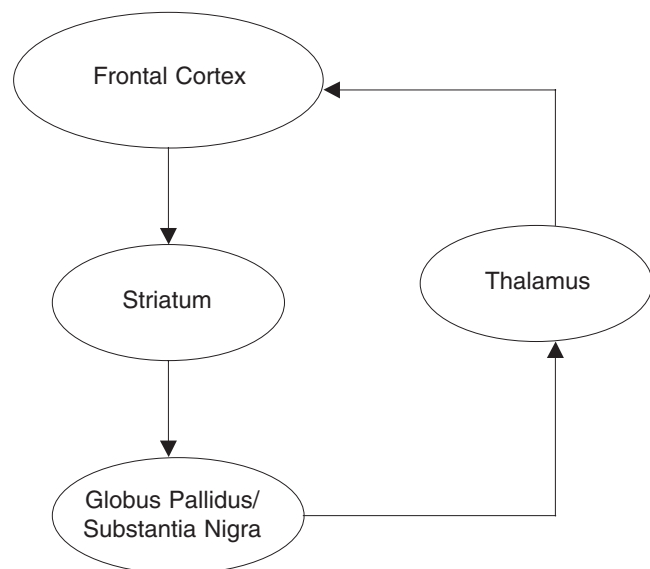 Frontal Cortex
Striatum
Thalamus
Globus Pallidus/
Substantia Nigra